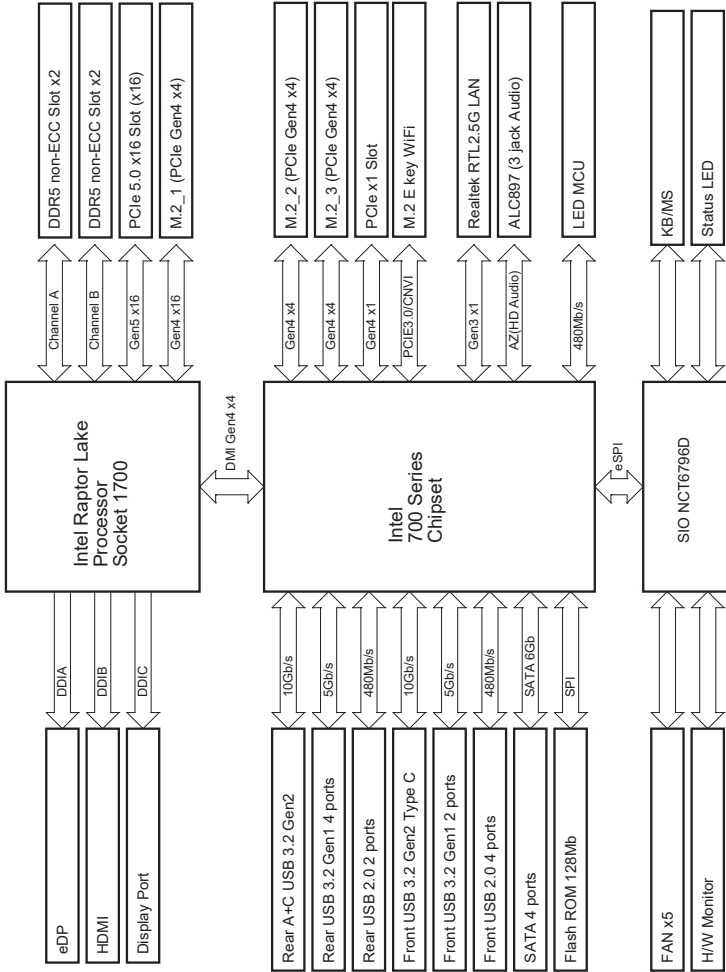 DDR5 non-ECC Slot x2
DDR5 non-ECC Slot x2
PCIe 5.0 x16 Slot (x16)
M.2_1 (PCIe Gen4 x4)
M.2_2 (PCIe Gen4 x4)
M.2_3 (PCIe Gen4 x4)
PCIe x1 Slot
M.2 E key WiFi
Realtek RTL2.5G LAN
ALC897 (3 jack Audio)
LED MCU
KB/MS
Status LED
Channel A
Channel B
Gen5 x16
Gen4 x16
Gen4 x4
Gen4 x4
Gen4 x1
PCIE3.0/CNVI
Gen3 x1
AZ(HD Audio)
480Mb/s
Intel Raptor Lake
Processor
Socket 1700
DMI Gen4 x4
Intel
700 Series
Chipset
eSPI
SIO NCT6796D
DDIA
DDIB
DDIC
10Gb/s
5Gb/s
480Mb/s
10Gb/s
5Gb/s
480Mb/s
SATA 6Gb
SPI
eDP
HDMI
Display Port
Rear A+C USB 3.2 Gen2
Rear USB 3.2 Gen1 4 ports
Rear USB 2.0 2 ports
Front USB 3.2 Gen2 Type C
Front USB 3.2 Gen1 2 ports
Front USB 2.0 4 ports
SATA 4 ports
Flash ROM 128Mb
FAN x5
H/W Monitor